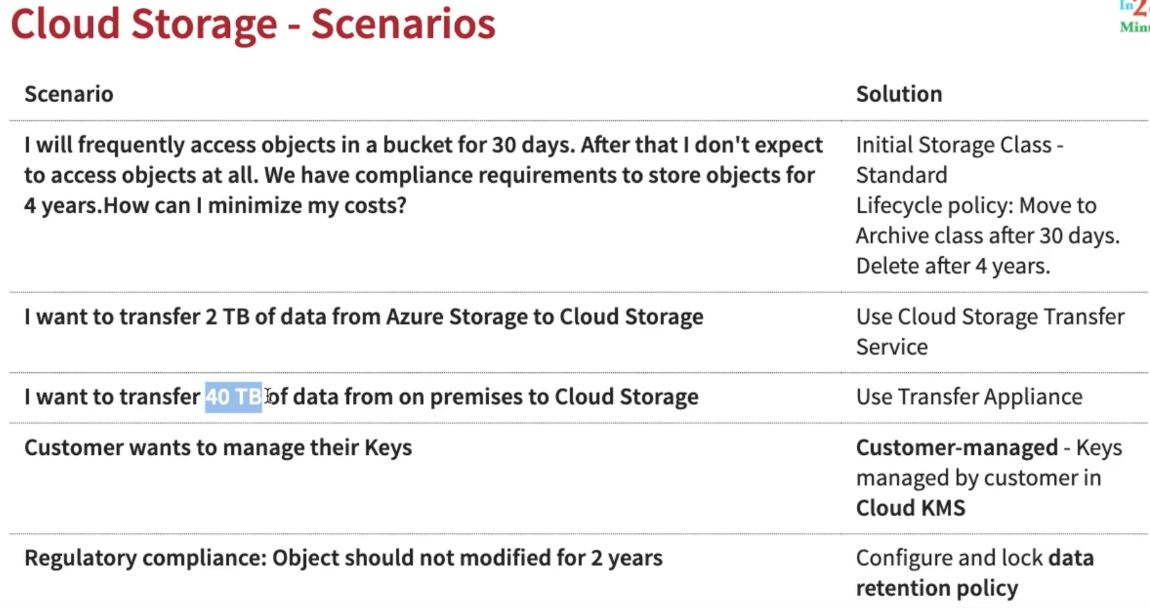 Cloud Storage - Scenarios
In2
Minu
Scenario
Solution
I will frequently access objects in a bucket for 30 days. After that I don't expect
to access objects at all. We have compliance requirements to store objects for
4 years.How can I minimize my costs?
Initial Storage Class -
Standard
Lifecycle policy: Move to
Archive class after 30 days.
Delete after 4 years.
I want to transfer 2 TB of data from Azure Storage to Cloud Storage
Use Cloud Storage Transfer
Service
I want to transfer 40 TB of data from on premises to Cloud Storage
Use Transfer Appliance
Customer wants to manage their Keys
Customer-managed - Keys
managed by customer in
Cloud KMS
Regulatory compliance: Object should not modified for 2 years
Configure and lock data
retention policy